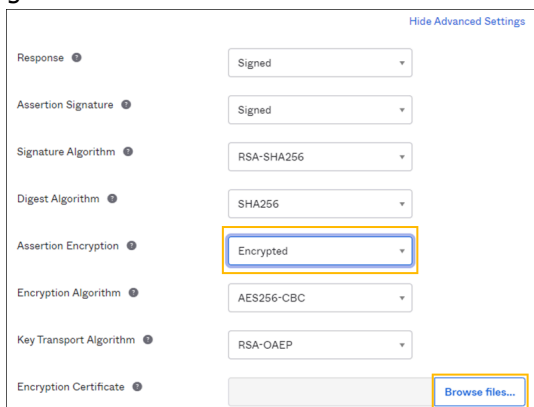 Hide Advanced Settings
Response ?
Signed
Assertion Signature ?
Signed
Signature Algorithm ?
RSA-SHA256
Digest Algorithm ?
SHA256
Assertion Encryption ?
Encrypted
Encryption Algorithm ?
AES256-CBC
Key Transport Algorithm ?
RSA-OAEP
Encryption Certificate ?
Browse files...